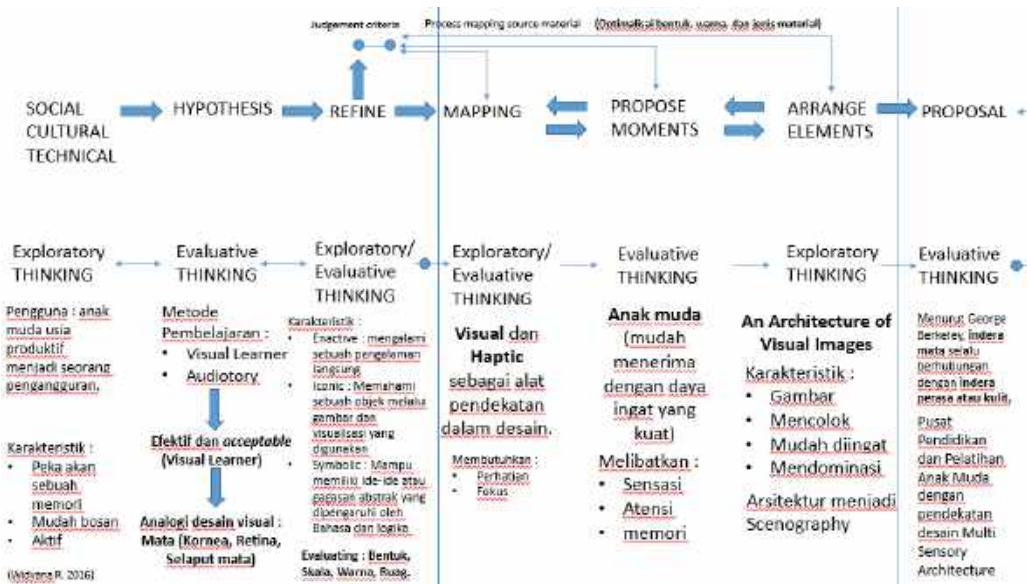 Judgement criteria
Process mapping source material
(Optimalisai bentuk, warna, dan jenis material)
SOCIAL
CULTURAL
TECHNICAL
HYPOTHESIS
REFINE
MAPPING
PROPOSE
MOMENTS
ARRANGE
ELEMENTS
PROPOSAL
Exploratory
THINKING
Pengguna : anak
muda usia
produktif
menjadi seorang
pengangguran.
Karakteristik :
• Peka akan
sebuah
memori
• Mudah bosan
• Aktif
Evaluative
THINKING
Metode
Pembelajaran :
• Visual Learner
• Audiotory
Efektif dan acceptable
(Visual Learner)
Analogi desain visual :
Mata (Kornea, Retina,
Selaput mata)
Exploratory/
Evaluative
THINKING
Karakteristik :
• Enactive : mengalami
sebuah pengalaman
langsung
• Iconic : Memahami
sebuah objek melalui
gambar dan
visualisasi yang
digunakan
• Symbolic : Mampu
memiliki ide-ide atau
gagasan abstrak yang
dipengaruhi oleh
Bahasa dan logika
Evaluating : Bentuk,
Skala, Warna, Ruag.
Exploratory/
Evaluative
THINKING
Visual dan
Haptic
sebagai alat
pendekatan
dalam desain.
Membutuhkan :
• Perhatian
• Fokus
Evaluative
THINKING
Anak muda
(mudah
menerima
dengan daya
ingat yang
kuat)
Melibatkan :
• Sensasi
• Atensi
• memori
Exploratory
THINKING
An Architecture of
Visual Images
Karakteristik :
• Gambar
• Mencolok
• Mudah diingat
• Mendominasi
Arsitektur menjadi
Scenography
Evaluative
THINKING
Menurut George
Berkeley, indera
mata selalu
berhubungan
dengan indera
perasa atau kulit.
Pusat
Pendidikan
dan Pelatihan
Anak Muda
dengan
pendekatan
desain Multi
Sensory
Architecture
R. 2016)